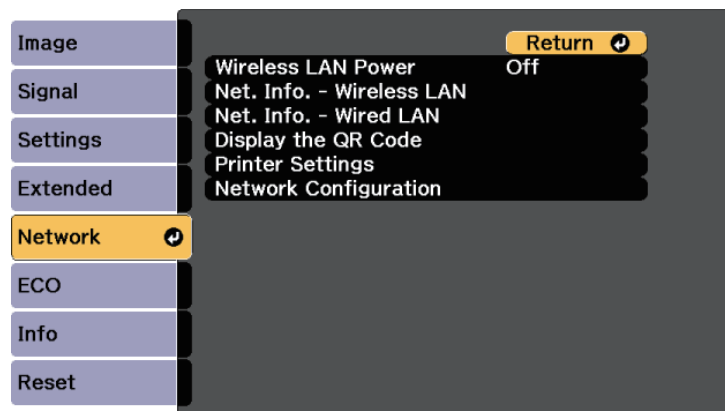 Image
Signal
Settings
Extended
Network
ECO
Info
Reset
Return
Wireless LAN Power Off
Net. Info. - Wireless LAN
Net. Info. - Wired LAN
Display the QR Code
Printer Settings
Network Configuration